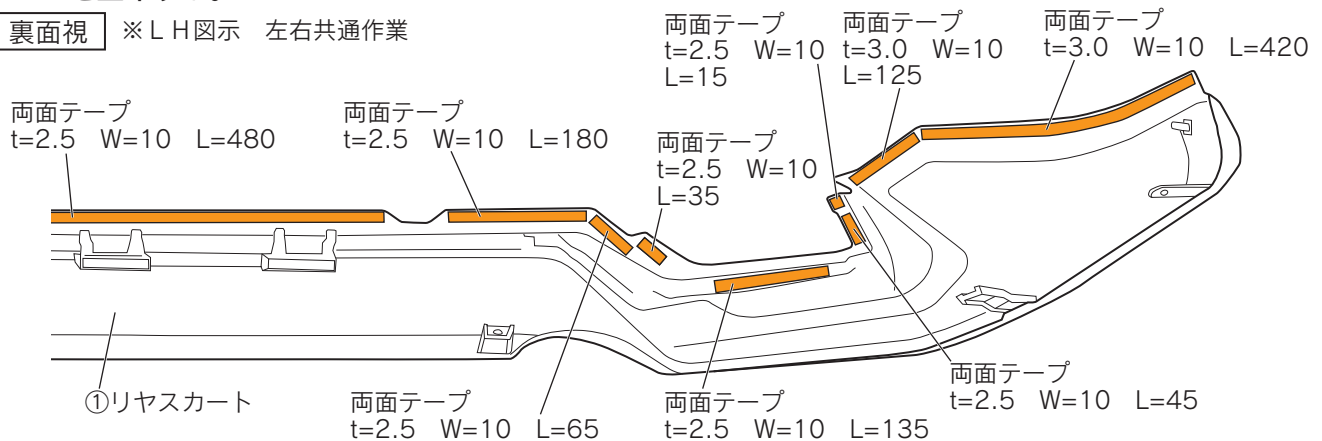 裏面視 ※LH図示 左右共通作業
両面テープ
t=2.5 W=10
L=15
両面テープ
t=3.0 W=10
L=125
両面テープ
t=3.0 W=10 L=420
両面テープ
t=2.5 W=10 L=480
両面テープ
t=2.5 W=10 L=180
両面テープ
t=2.5 W=10
L=35
①リヤスカート
両面テープ
t=2.5 W=10 L=65
両面テープ
t=2.5 W=10 L=135
両面テープ
t=2.5 W=10 L=45